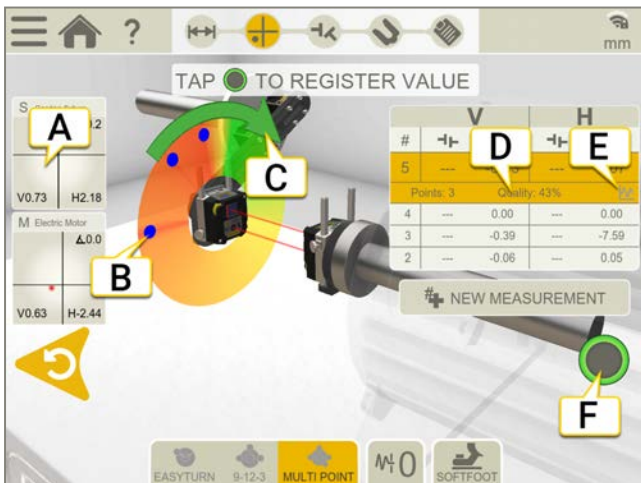 ?
mm
TAP TO REGISTER VALUE
S
A
V0.73 H2.18
M Electric Motor
∡0.0
V0.63 H-2.44
B
C
D
E
F
V H
#
5 ---
Points: 3 Quality: 43%
4 --- 0.00 --- 0.00
3 --- -0.39 --- -7.59
2 --- -0.06 --- 0.05
NEW MEASUREMENT
EASYTURN 9-12-3 MULTI POINT
0
SOFTFOOT